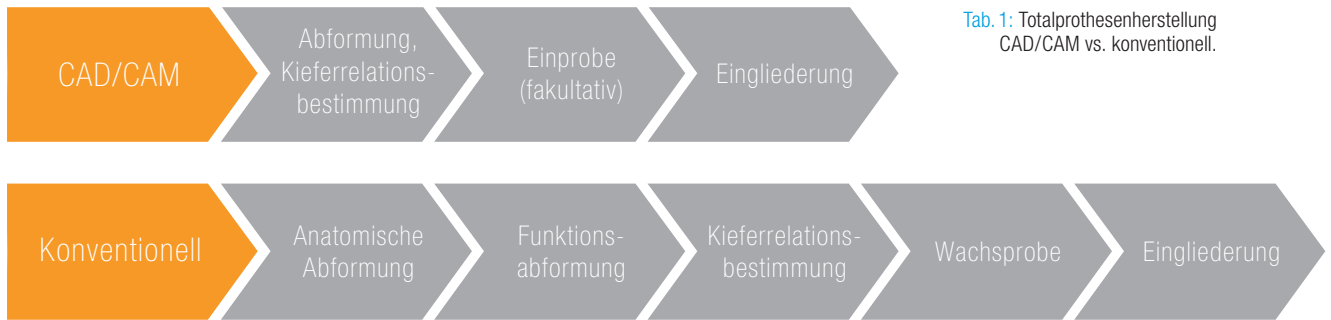 Tab. 1: Totalprothesenherstellung
CAD/CAM vs. konventionell.
CAD/CAM
Abformung,
Kieferrelations-
bestimmung
Einprobe
(fakultativ)
Eingliederung
Konventionell
Anatomische
Abformung
Funktions-
abformung
Kieferrelations-
bestimmung
Wachsprobe
Eingliederung